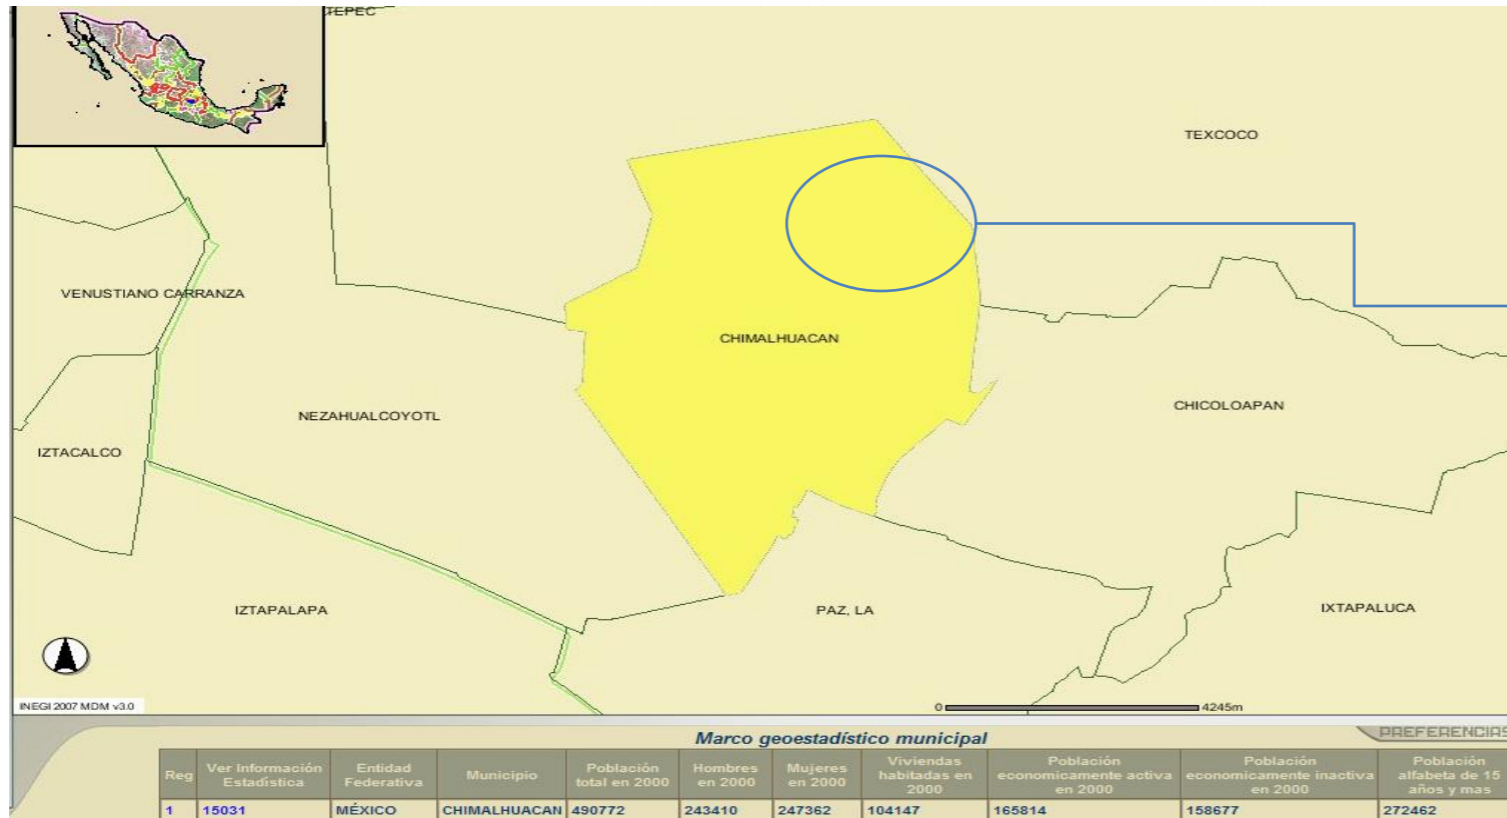 TEPEC
TEXCOCO
VENUSTIANO CARRANZA
CHIMALHUACAN
NEZAHUALCOYOTL
CHICOLOAPAN
IZTACALCO
IZTAPALAPA
PAZ, LA
IXTAPALUCA
INEGI 2007 MDM v3.0
0 4245m
Marco geoestadístico municipal
PREFERENCIAS
Reg Ver Información Estadística Entidad Federativa Municipio Población total en 2000 Hombres en 2000 Mujeres en 2000 Viviendas habitadas en 2000 Población economicamente activa en 2000 Población economicamente inactiva en 2000 Población alfabeta de 15 años y mas
1 15031 MÉXICO CHIMALHUACAN 490772 243410 247362 104147 165814 158677 272462